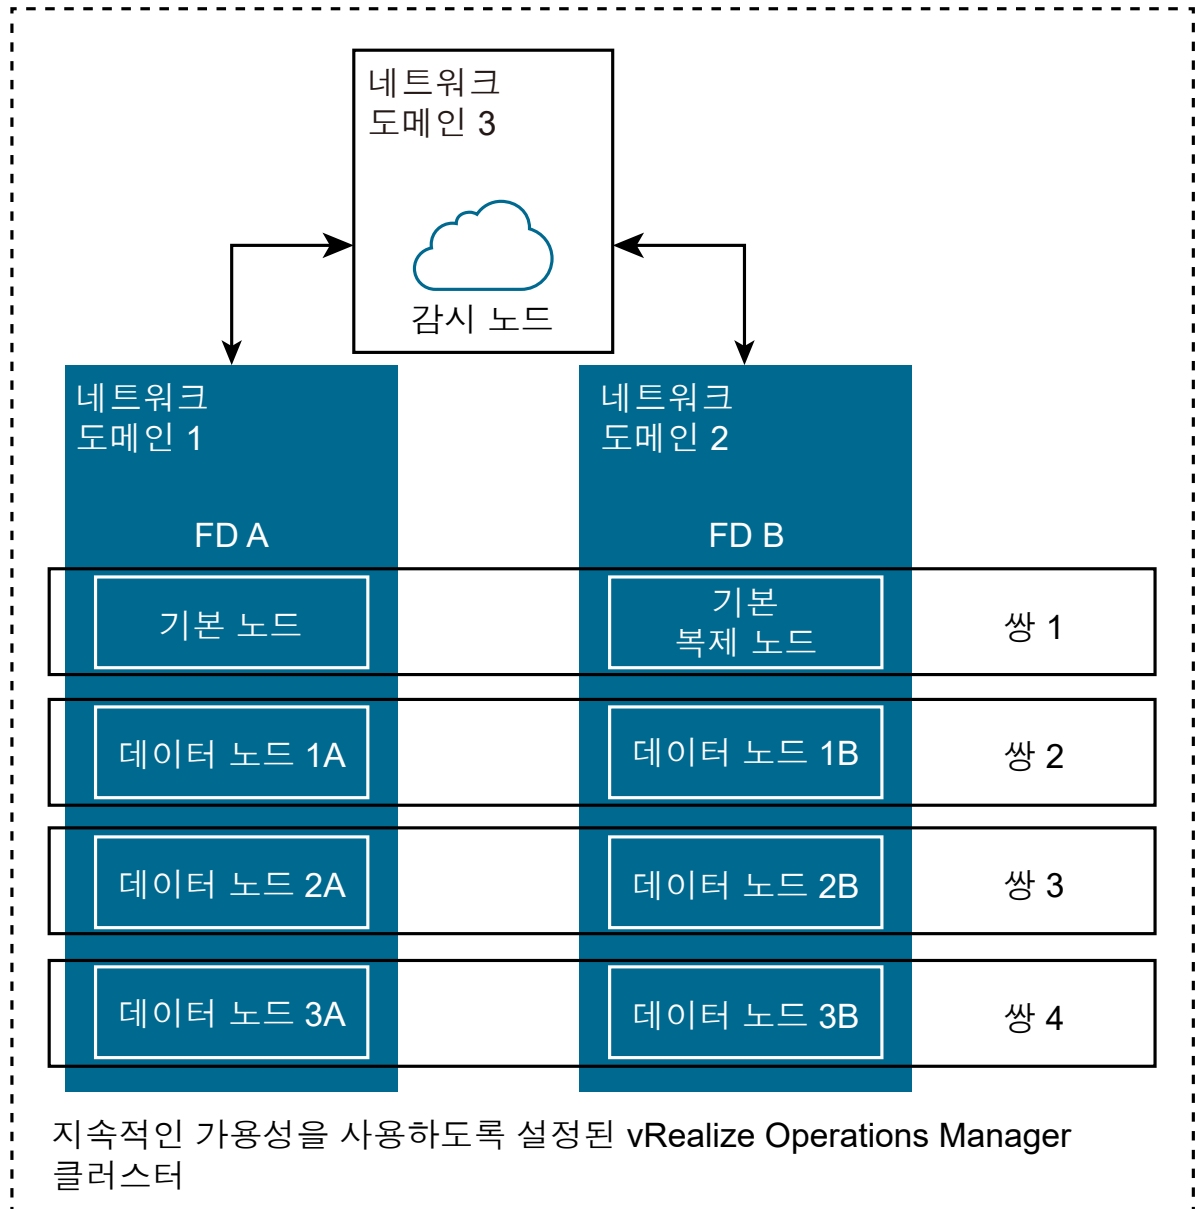 네트워크
도메인 3
감시 노드
네트워크
도메인 1
네트워크
도메인 2
FD A
FD B
기본 노드
기본
복제 노드
쌍 1
데이터 노드 1A
데이터 노드 1B
쌍 2
데이터 노드 2A
데이터 노드 2B
쌍 3
데이터 노드 3A
데이터 노드 3B
쌍 4
지속적인 가용성을 사용하도록 설정된 vRealize Operations Manager
클러스터